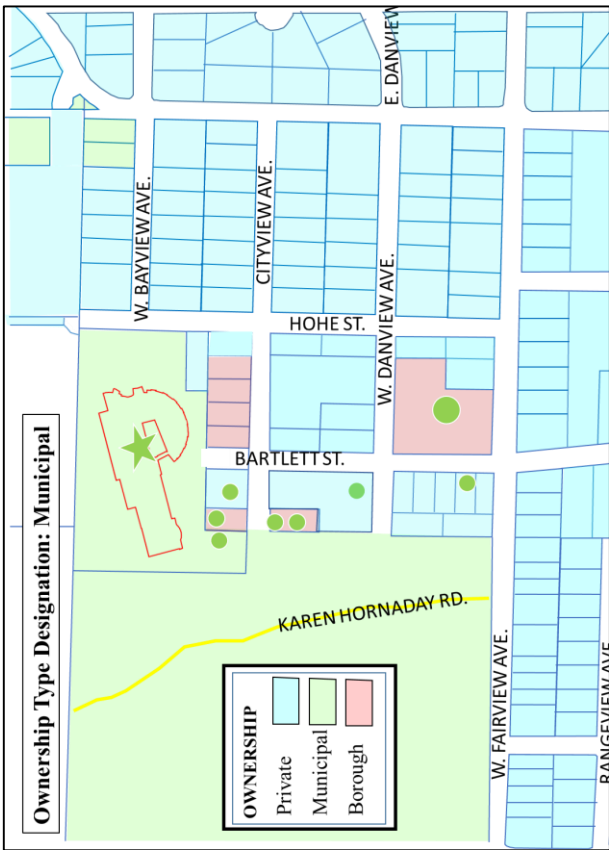 Ownership Type Designation: Municipal
E. DANVIEW
W. BAYVIEW AVE.
CITYVIEW AVE.
W. DANVIEW AVE.
HOHE ST.
BARTLETT ST.
KAREN HORNADAY RD.
W. FAIRVIEW AVE.
RANGEVIEW AVE.
OWNERSHIP
Private
Municipal
Borough